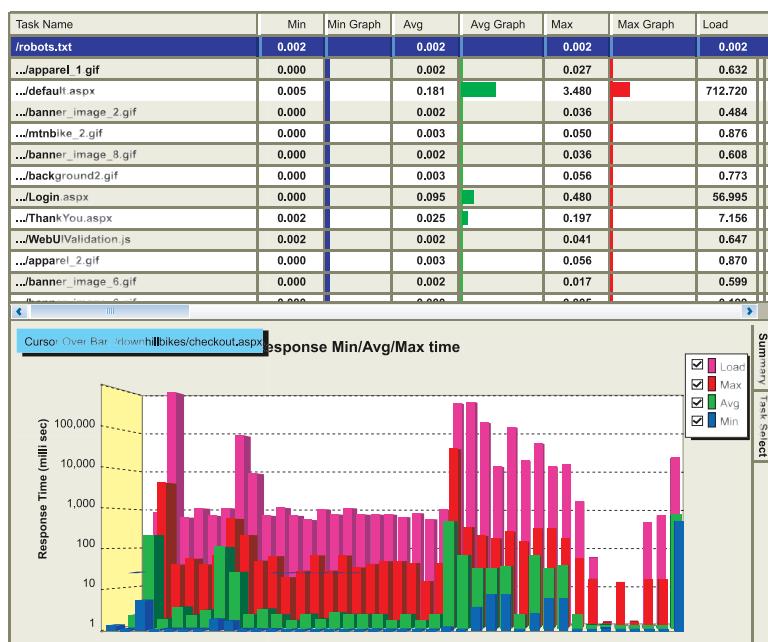 Task Name Min Min Graph Avg Avg Graph Max Max Graph Load
/robots.txt 0.002 0.002 0.002 0.002
.../apparel_1 gif 0.000 0.002 0.027 0.632
.../default.aspx 0.005 0.181 3.480 712.720
.../banner_image_2.gif 0.000 0.002 0.036 0.484
.../mtnbike_2.gif 0.000 0.003 0.050 0.876
.../banner_image_8.gif 0.000 0.002 0.036 0.608
.../background2.gif 0.000 0.003 0.056 0.773
.../Login.aspx 0.000 0.095 0.480 56.995
.../ThankYou.aspx 0.002 0.025 0.197 7.156
.../WebUIValidation.js 0.002 0.002 0.041 0.647
.../apparel_2.gif 0.000 0.003 0.056 0.870
.../banner_image_6.gif 0.000 0.002 0.017 0.599
Cursor Over Bar /downhillbikes/checkout.aspx
esponse Min/Avg/Max time
Load
Max
Avg
Min
Summary
Task Select
Response Time (milli sec)
100,000
10,000
1,000
100
10
1